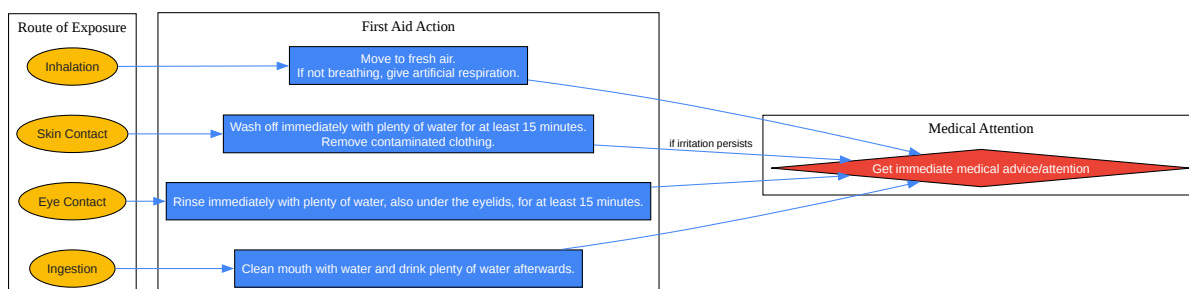 Route of Exposure
First Aid Action
Inhalation
Move to fresh air.
If not breathing, give artificial respiration.
Skin Contact
Wash off immediately with plenty of water for at least 15 minutes.
Remove contaminated clothing.
if irritation persists
Medical Attention
Get immediate medical advice/attention
Eye Contact
Rinse immediately with plenty of water, also under the eyelids, for at least 15 minutes.
Ingestion
Clean mouth with water and drink plenty of water afterwards.